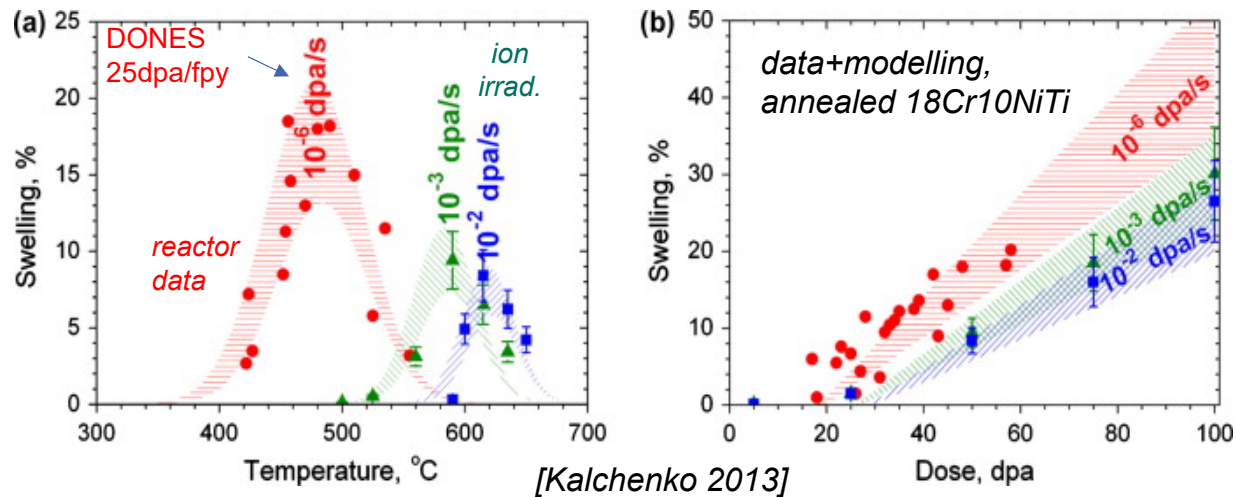 (a)
DONES
25dpa/fpy
10⁻⁶ dpa/s
ion
irrad.
10⁻³ dpa/s
10⁻² dpa/s
reactor
data
Swelling, %
25
20
15
10
5
0
300 400 500 600 700
Temperature, °C
(b)
data+modelling,
annealed 18Cr10NiTi
10⁻⁶ dpa/s
10⁻³ dpa/s
10⁻² dpa/s
Swelling, %
50
40
30
20
10
0
0 20 40 60 80 100
Dose, dpa
[Kalchenko 2013]